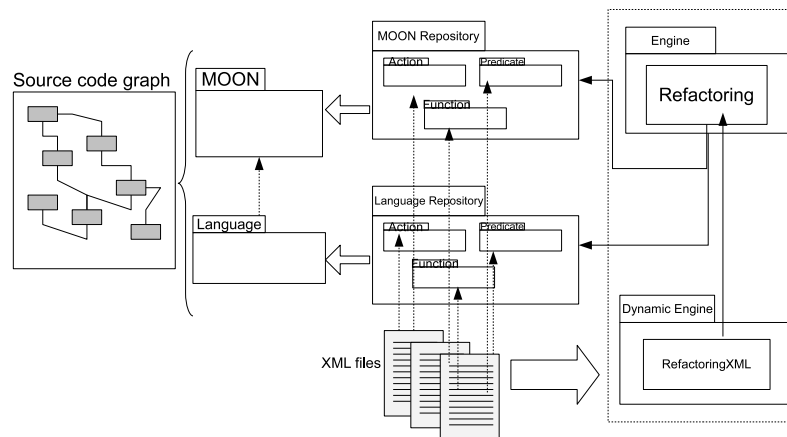 Source code graph
MOON
Language
MOON Repository
Action
Predicate
Function
Language Repository
Action
Predicate
Function
XML files
Engine
Refactoring
Dynamic Engine
RefactoringXML